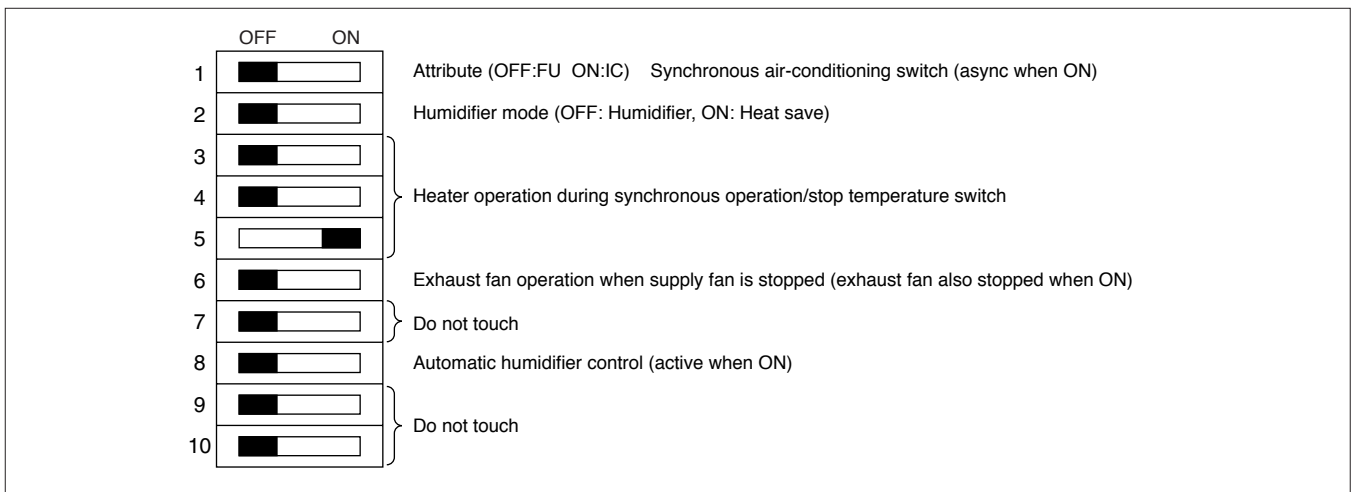 OFF ON
1 Attribute (OFF:FU ON:IC) Synchronous air-conditioning switch (async when ON)
2 Humidifier mode (OFF: Humidifier, ON: Heat save)
3
4 Heater operation during synchronous operation/stop temperature switch
5
6 Exhaust fan operation when supply fan is stopped (exhaust fan also stopped when ON)
7 Do not touch
8 Automatic humidifier control (active when ON)
9
Do not touch
10